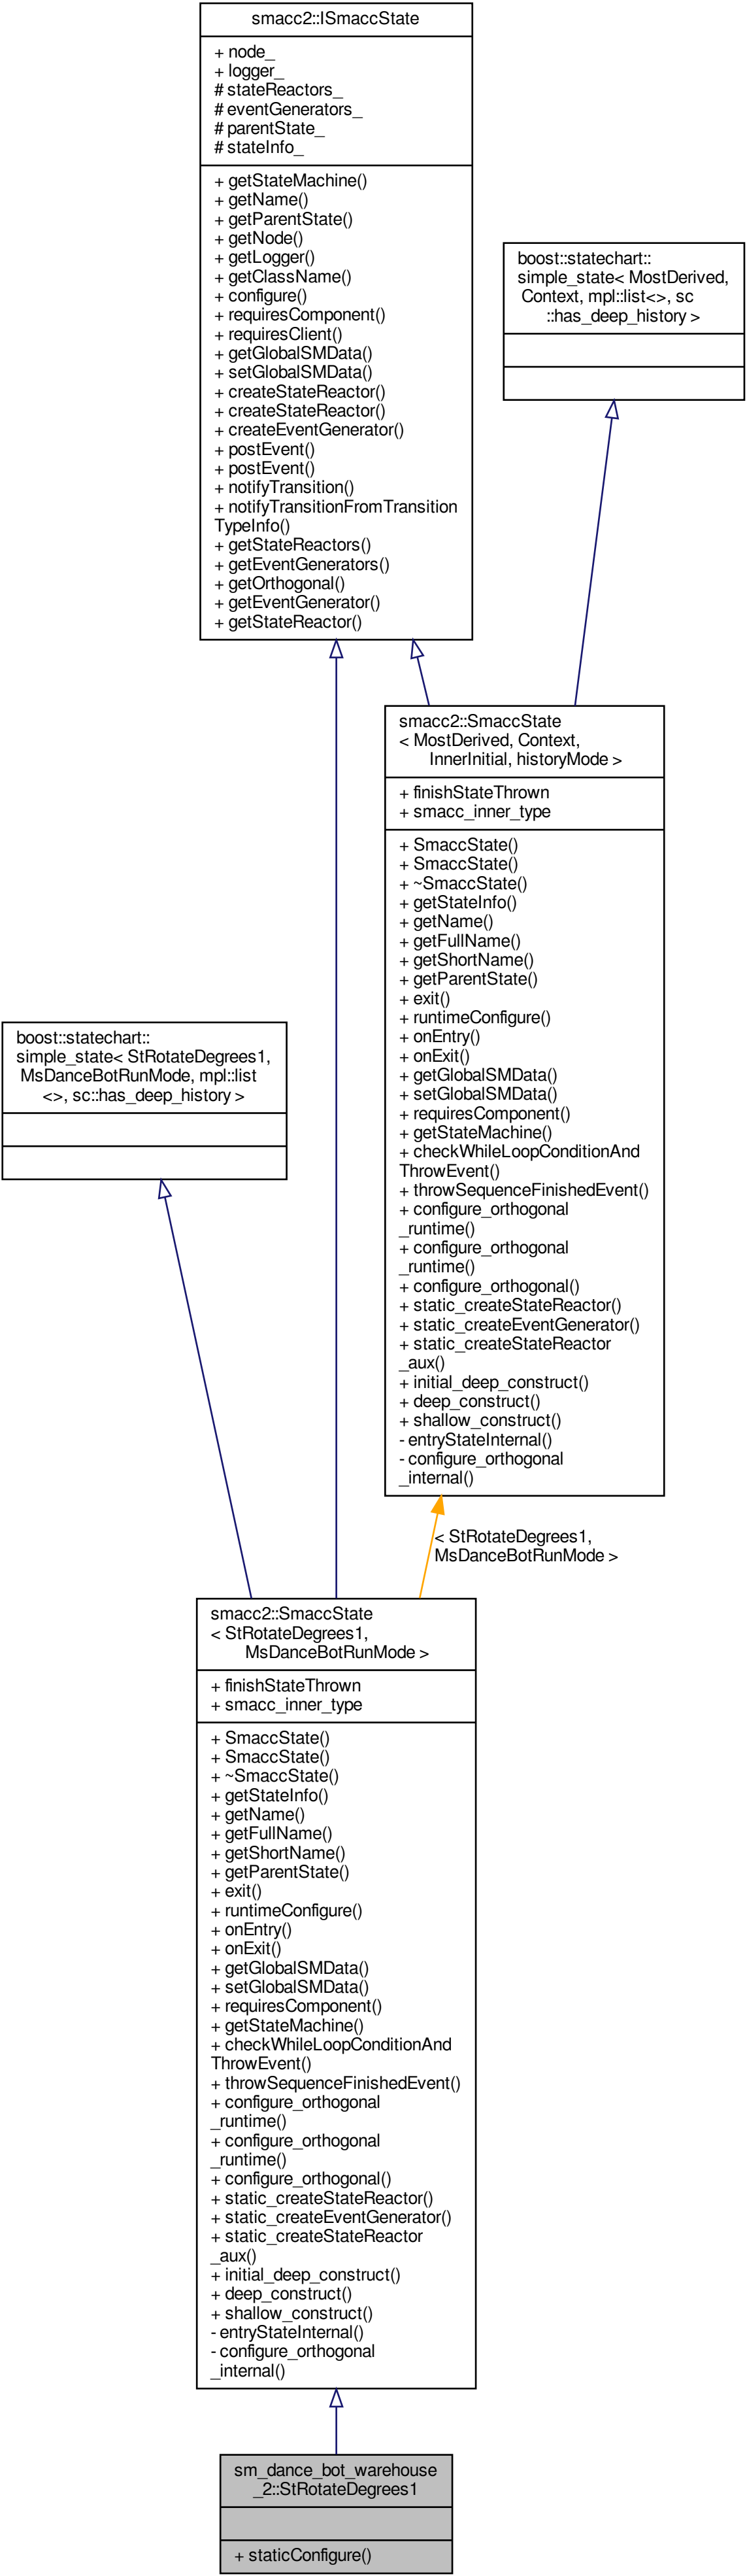 smacc2::ISmaccState
+ node_
+ logger_
# stateReactors_
# eventGenerators_
# parentState_
# stateInfo_
+ getStateMachine()
+ getName()
+ getParentState()
+ getNode()
+ getLogger()
+ getClassName()
+ configure()
+ requiresComponent()
+ requiresClient()
+ getGlobalSMData()
+ setGlobalSMData()
+ createStateReactor()
+ createStateReactor()
+ createEventGenerator()
+ postEvent()
+ postEvent()
+ notifyTransition()
+ notifyTransitionFromTransition
TypeInfo()
+ getStateReactors()
+ getEventGenerators()
+ getOrthogonal()
+ getEventGenerator()
+ getStateReactor()
boost::statechart::
simple_state< MostDerived,
Context, mpl::list<>, sc
::has_deep_history >
smacc2::SmaccState
< MostDerived, Context,
InnerInitial, historyMode >
+ finishStateThrown
+ smacc_inner_type
+ SmaccState()
+ SmaccState()
+ ~SmaccState()
+ getStateInfo()
+ getName()
+ getFullName()
+ getShortName()
+ getParentState()
+ exit()
+ runtimeConfigure()
+ onEntry()
+ onExit()
+ getGlobalSMData()
+ setGlobalSMData()
+ requiresComponent()
+ getStateMachine()
+ checkWhileLoopConditionAnd
ThrowEvent()
+ throwSequenceFinishedEvent()
+ configure_orthogonal
_runtime()
+ configure_orthogonal
_runtime()
+ configure_orthogonal()
+ static_createStateReactor()
+ static_createEventGenerator()
+ static_createStateReactor
_aux()
+ initial_deep_construct()
+ deep_construct()
+ shallow_construct()
- entryStateInternal()
- configure_orthogonal
_internal()
boost::statechart::
simple_state< StRotateDegrees1,
MsDanceBotRunMode, mpl::list
<>, sc::has_deep_history >
< StRotateDegrees1,
MsDanceBotRunMode >
smacc2::SmaccState
< StRotateDegrees1,
MsDanceBotRunMode >
+ finishStateThrown
+ smacc_inner_type
+ SmaccState()
+ SmaccState()
+ ~SmaccState()
+ getStateInfo()
+ getName()
+ getFullName()
+ getShortName()
+ getParentState()
+ exit()
+ runtimeConfigure()
+ onEntry()
+ onExit()
+ getGlobalSMData()
+ setGlobalSMData()
+ requiresComponent()
+ getStateMachine()
+ checkWhileLoopConditionAnd
ThrowEvent()
+ throwSequenceFinishedEvent()
+ configure_orthogonal
_runtime()
+ configure_orthogonal
_runtime()
+ configure_orthogonal()
+ static_createStateReactor()
+ static_createEventGenerator()
+ static_createStateReactor
_aux()
+ initial_deep_construct()
+ deep_construct()
+ shallow_construct()
- entryStateInternal()
- configure_orthogonal
_internal()
sm_dance_bot_warehouse
_2::StRotateDegrees1
+ staticConfigure()